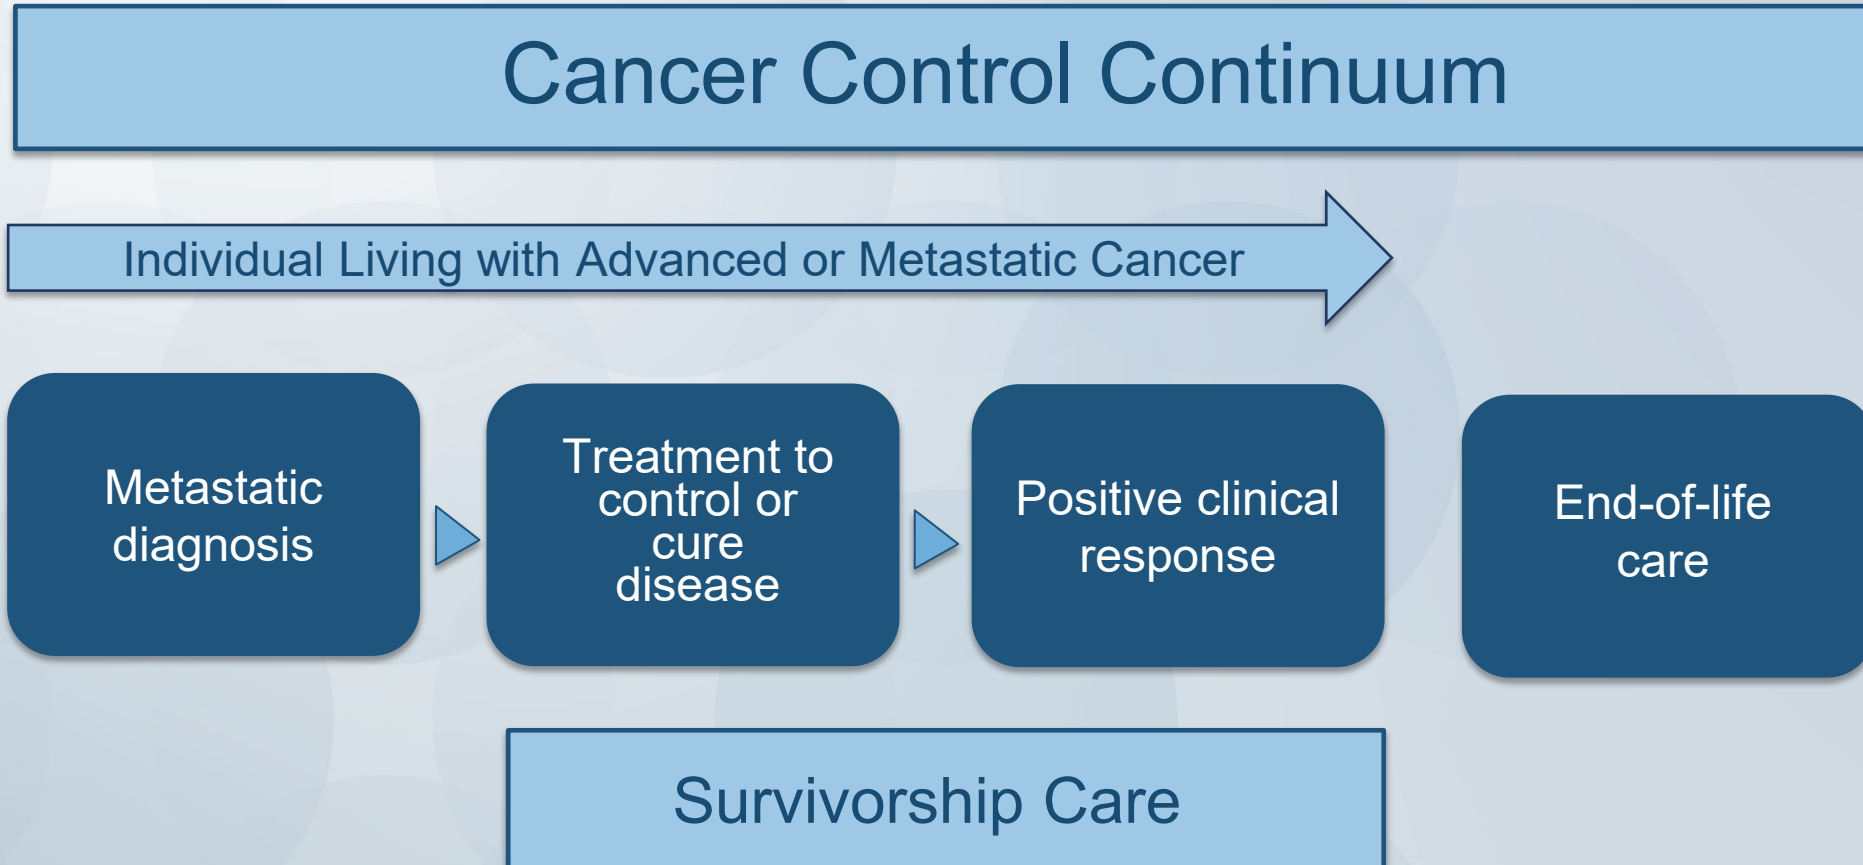 Cancer Control Continuum
Individual Living with Advanced or Metastatic Cancer
Metastatic
diagnosis
Treatment to
control or
cure
disease
Positive clinical
response
End-of-life
care
Survivorship Care